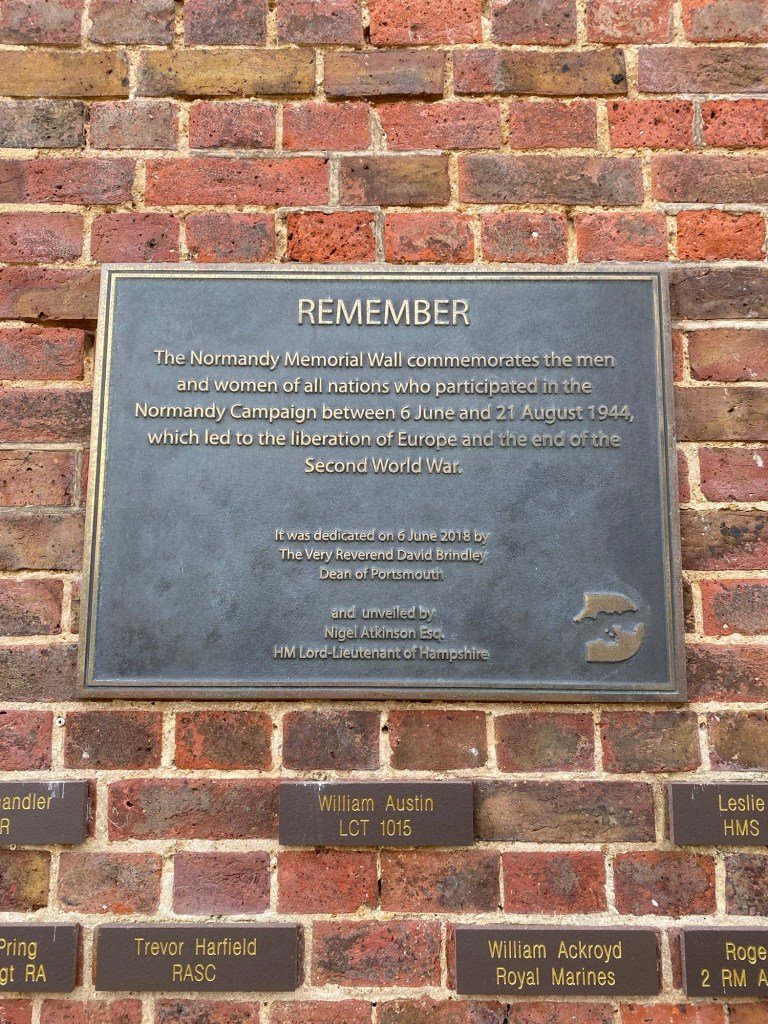 REMEMBER
The Normandy Memorial Wall commemorates the men
and women of all nations who participated in the
Normandy Campaign between 6 June and 21 August 1944,
which led to the liberation of Europe and the end of the
Second World War.
It was dedicated on 6 June 2018 by
The Very Reverend David Brindley
Dean of Portsmouth
and unveiled by
Nigel Atkinson Esq.
HM Lord-Lieutenant of Hampshire
andler
R
William Austin
LCT 1015
Leslie
HMS
Pring
gt RA
Trevor Harfield
RASC
William Ackroyd
Royal Marines
Roge
2 RM A